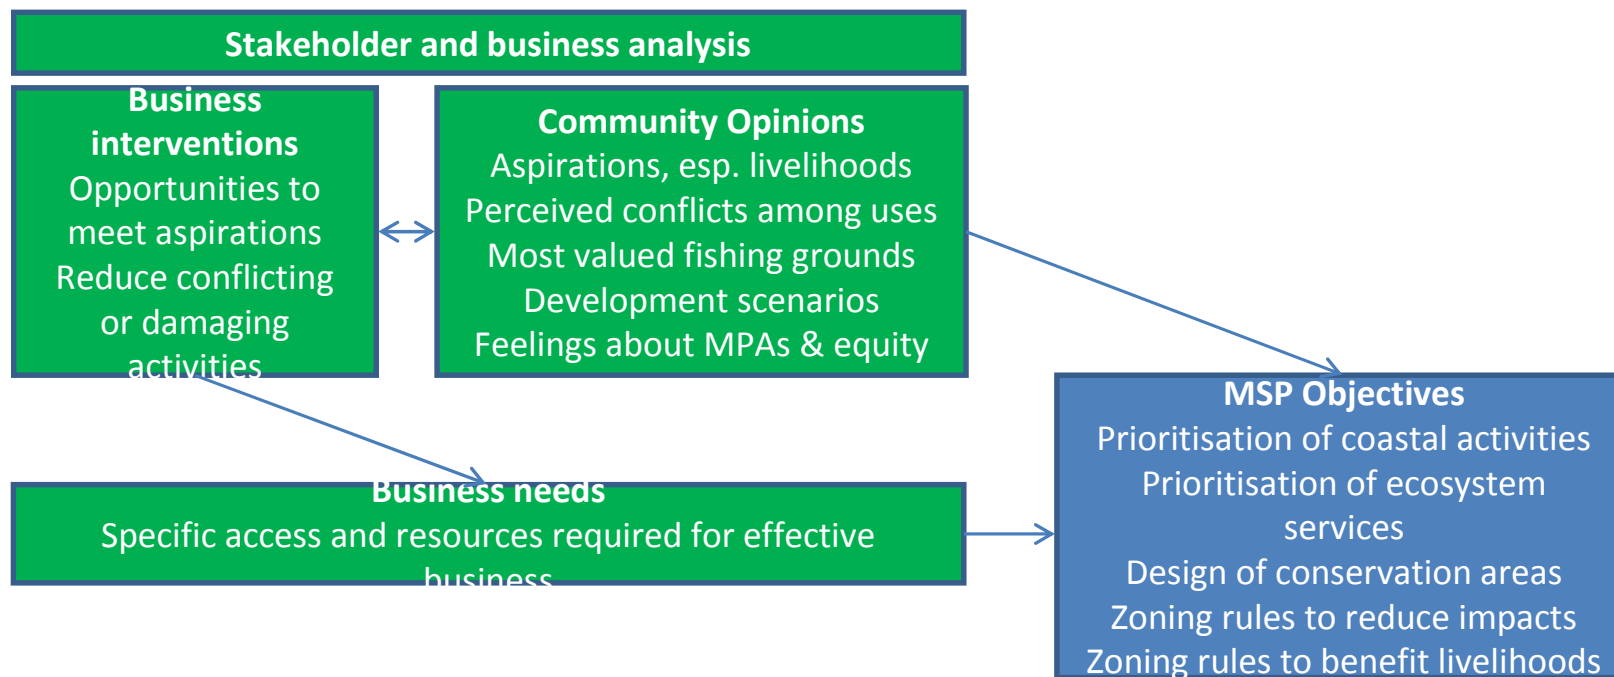 Stakeholder and business analysis
Business
interventions
Opportunities to
meet aspirations
Reduce conflicting
or damaging
activities
Community Opinions
Aspirations, esp. livelihoods
Perceived conflicts among uses
Most valued fishing grounds
Development scenarios
Feelings about MPAs & equity
Business needs
Specific access and resources required for effective
business
MSP Objectives
Prioritisation of coastal activities
Prioritisation of ecosystem
services
Design of conservation areas
Zoning rules to reduce impacts
Zoning rules to benefit livelihoods